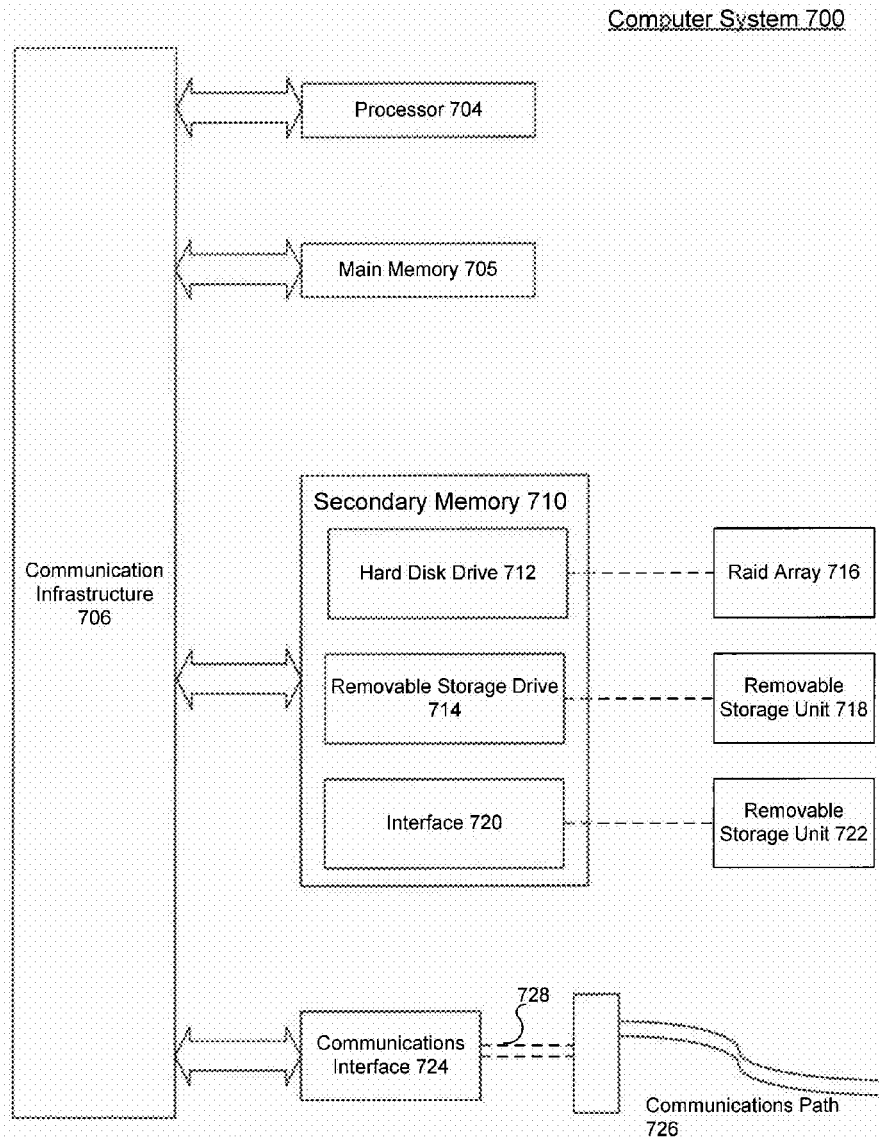 Computer System 700
Processor 704
Main Memory 705
Communication
Infrastructure
706
Secondary Memory 710
Hard Disk Drive 712
Raid Array 716
Removable Storage Drive
714
Removable
Storage Unit 718
Interface 720
Removable
Storage Unit 722
728
Communications
Interface 724
Communications Path
726